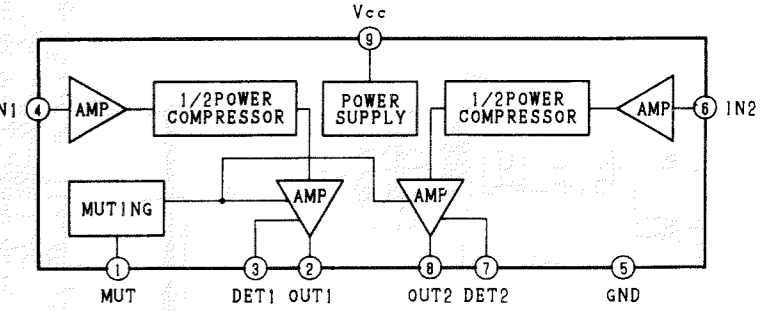 Vcc
9
IN1 4 AMP 1/2POWER COMPRESSOR POWER SUPPLY 1/2POWER COMPRESSOR AMP 6 IN2
MUTING AMP AMP
1 3 2 8 7 5
MUT DET1 OUT1 OUT2 DET2 GND